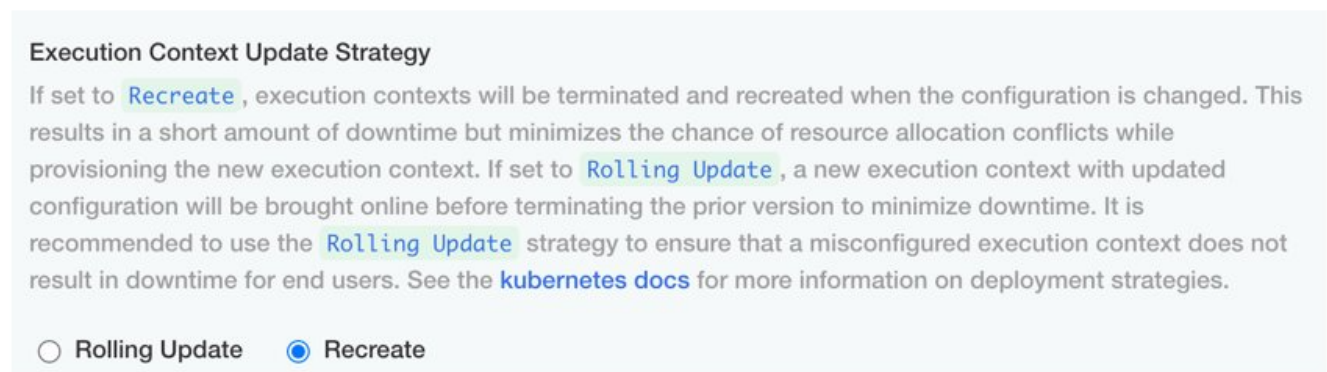 Execution Context Update Strategy
If set to Recreate, execution contexts will be terminated and recreated when the configuration is changed. This
results in a short amount of downtime but minimizes the chance of resource allocation conflicts while
provisioning the new execution context. If set to Rolling Update, a new execution context with updated
configuration will be brought online before terminating the prior version to minimize downtime. It is
recommended to use the Rolling Update strategy to ensure that a misconfigured execution context does not
result in downtime for end users. See the kubernetes docs for more information on deployment strategies.
Rolling Update Recreate